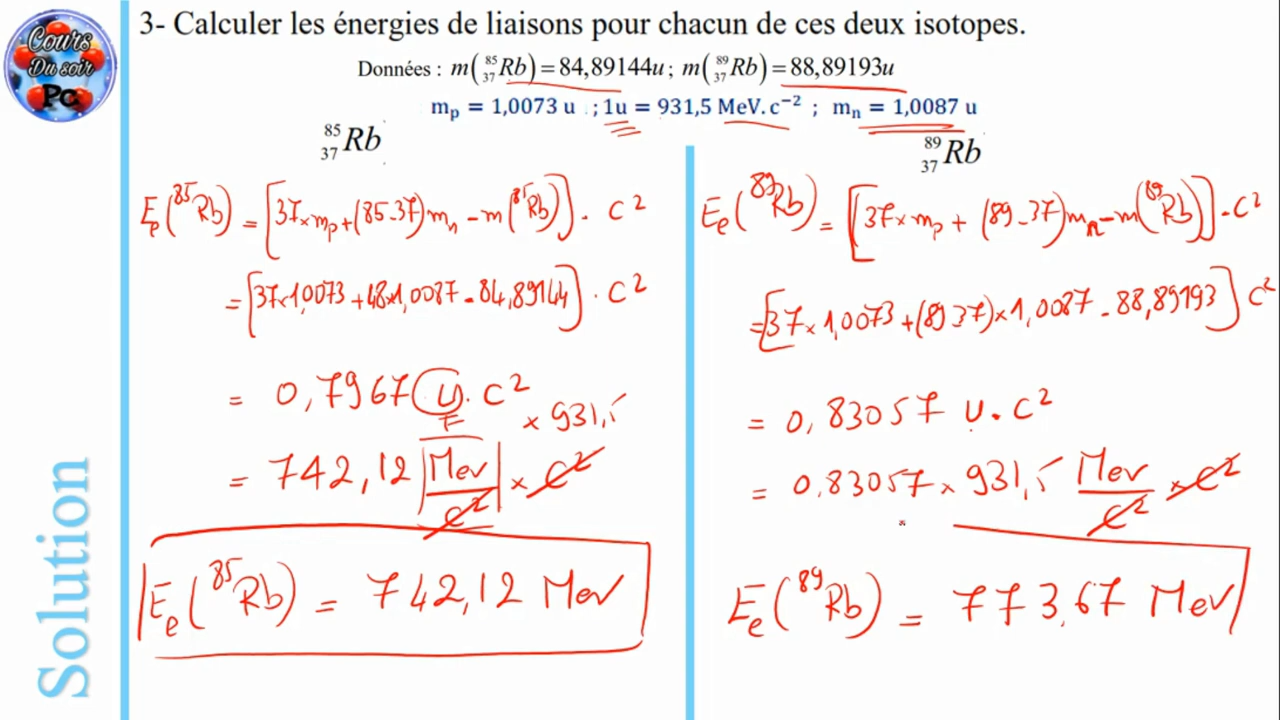 Cours
Du soir
PC
3- Calculer les énergies de liaisons pour chacun de ces deux isotopes.
Données : m(⁸⁵₃₇Rb)=84,89144u ; m(⁸⁹₃₇Rb)=88,89193u
mₚ = 1,0073 u ; 1u = 931,5 MeV.c⁻² ; mₙ = 1,0087 u
Solution
⁸⁵₃₇Rb
Eₑ(⁸⁵Rb) = [37×mₚ+(85-37)mₙ-m(⁸⁵Rb)]·c²
= [37×1,0073+48×1,0087-84,89144]·c²
= 0,7967 u·c²
× 931,5
= 742,12 Mev/c² × c²
Eₑ(⁸⁵Rb) = 742,12 Mev
⁸⁹₃₇Rb
Eₑ(⁸⁹Rb) = [37×mₚ+(89-37)mₙ-m(⁸⁹Rb)]·c²
= [37×1,0073+(89-37)×1,0087-88,89193]c²
= 0,83057 u·c²
= 0,83057×931,5 Mev/c² × c²
Eₑ(⁸⁹Rb) = 773,67 Mev